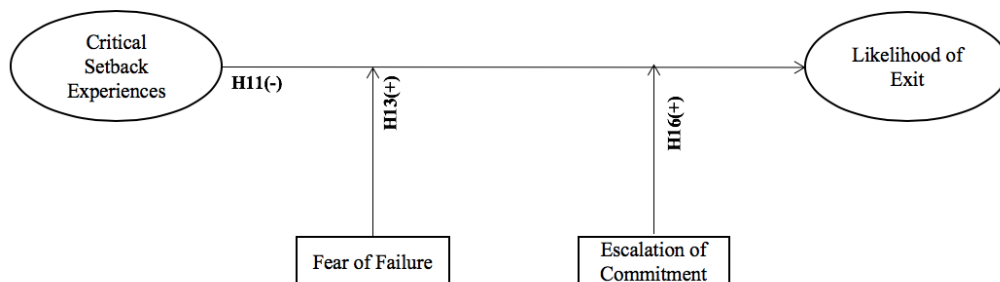 Critical
Setback
Experiences
Likelihood of
Exit
H11(-)
H13(+)
H16(+)
Fear of Failure
Escalation of
Commitment